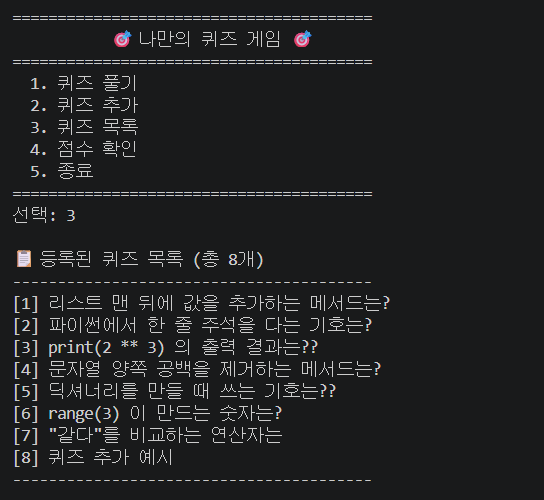 ========================================
🎯 나만의 퀴즈 게임 🎯
========================================
1. 퀴즈 풀기
2. 퀴즈 추가
3. 퀴즈 목록
4. 점수 확인
5. 종료
========================================
선택: 3
📋 등록된 퀴즈 목록 (총 8개)
----------------------------------------
[1] 리스트 맨 뒤에 값을 추가하는 메서드는?
[2] 파이썬에서 한 줄 주석을 다는 기호는?
[3] print(2 ** 3) 의 출력 결과는??
[4] 문자열 양쪽 공백을 제거하는 메서드는?
[5] 딕셔너리를 만들 때 쓰는 기호는??
[6] range(3) 이 만드는 숫자는?
[7] "같다"를 비교하는 연산자는
[8] 퀴즈 추가 예시
----------------------------------------